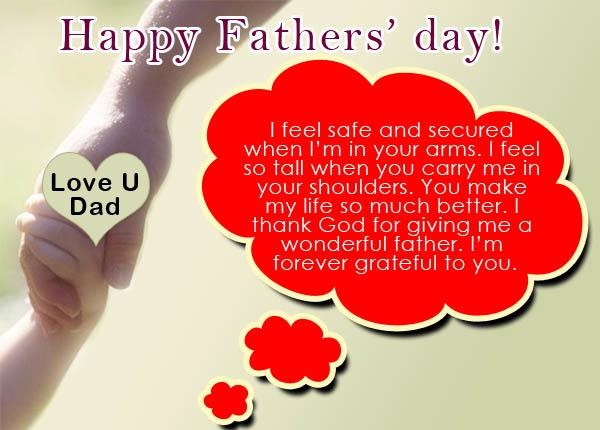 Happy Fathers' day!
I feel safe and secured
when I'm in your arms. I feel
so tall when you carry me in
your shoulders. You make
my life so much better. I
thank God for giving me a
wonderful father. I'm
forever grateful to you.
Love U
Dad